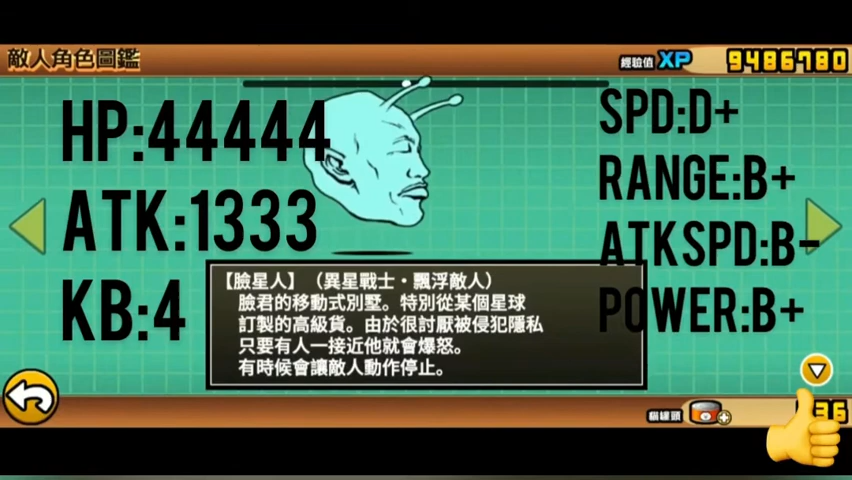 敵人角色圖鑑
經驗值 XP 9486780
HP:44444
ATK:1333
KB:4
SPD:D+
RANGE:B+
ATKSPD:B-
POWER:B+
【臉星人】（異星戰士・飄浮敵人）
臉君的移動式別墅。特別從某個星球
訂製的高級貨。由於很討厭被侵犯隱私
只要有人一接近他就會爆怒。
有時候會讓敵人動作停止。
貓罐頭